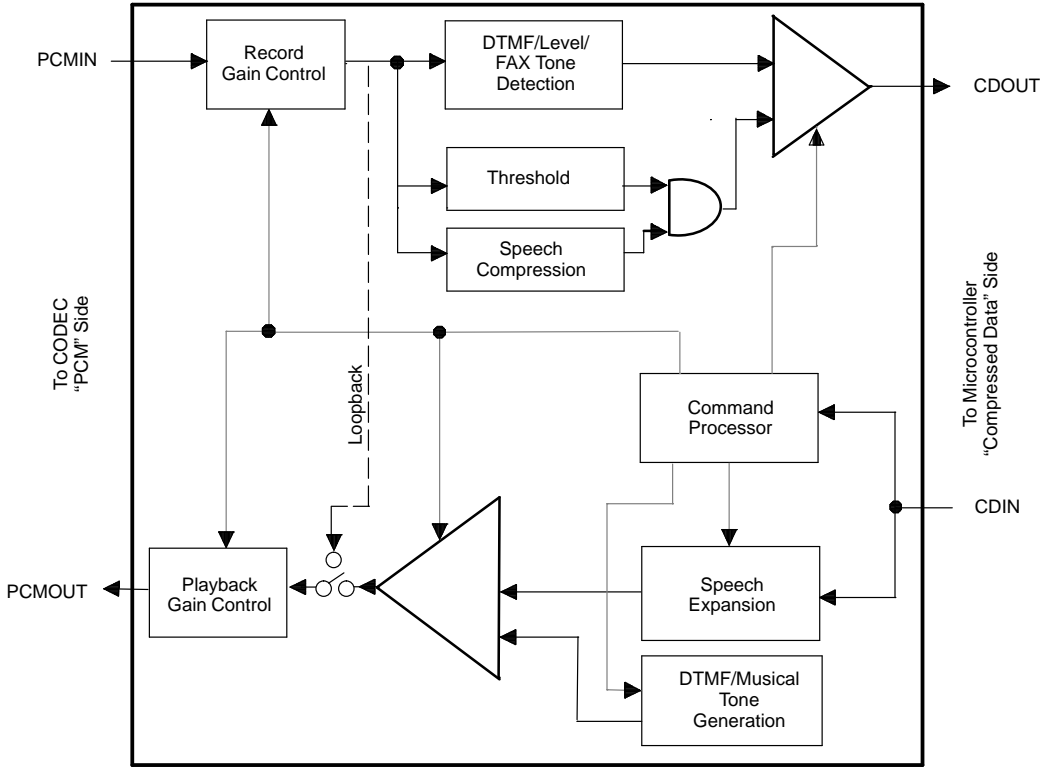 PCMIN
Record
Gain Control
DTMF/Level/
FAX Tone
Detection
CDOUT
Threshold
Speech
Compression
To CODEC
“PCM” Side
Loopback
To Microcontroller
“Compressed Data” Side
Command
Processor
CDIN
PCMOUT
Playback
Gain Control
Speech
Expansion
DTMF/Musical
Tone
Generation